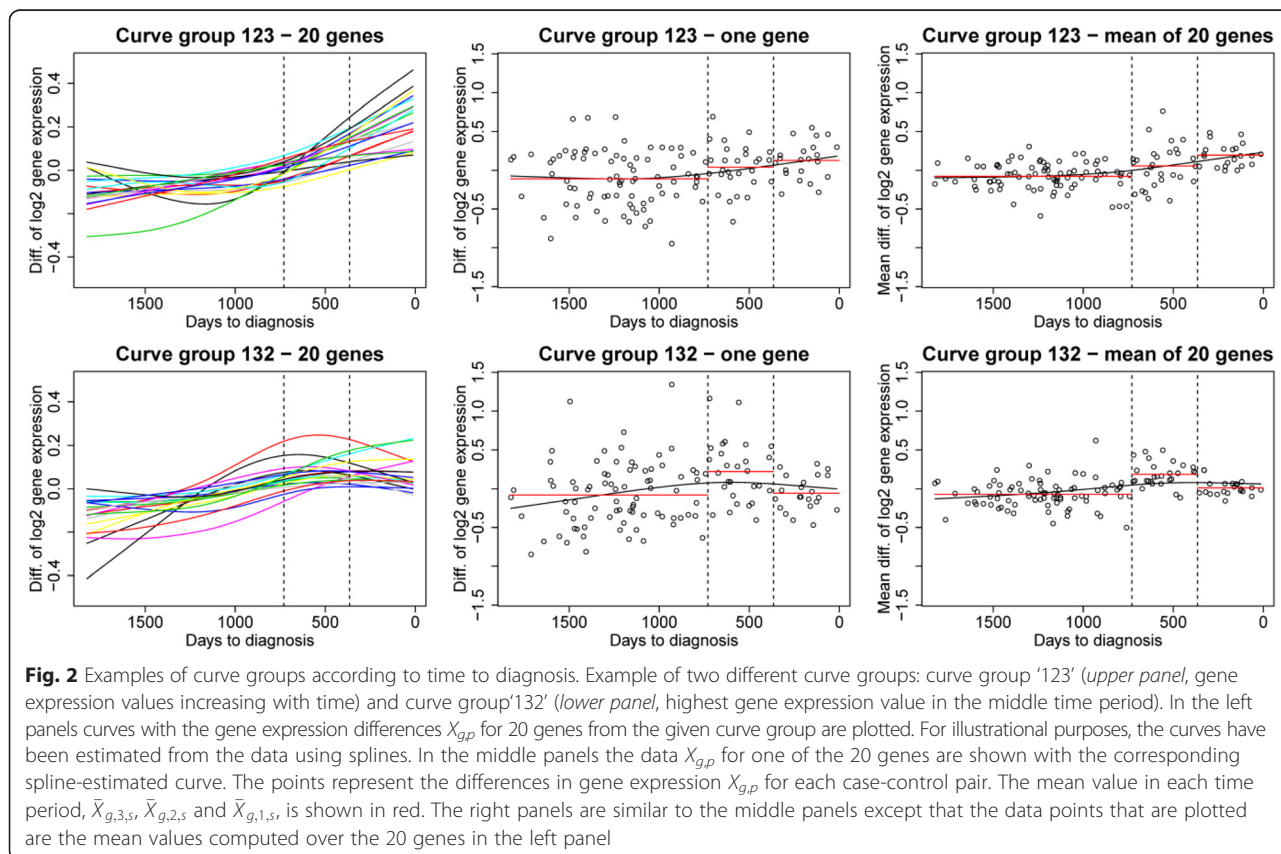 Curve group 123 − 20 genes
Diff. of log2 gene expression
0.4
0.2
0.0
−0.4
1500
1000
500
0
Days to diagnosis
Curve group 123 − one gene
Diff. of log2 gene expression
1.5
1.0
0.5
−0.5
−1.5
1500
1000
500
0
Days to diagnosis
Curve group 123 − mean of 20 genes
Mean diff. of log2 gene expression
1.5
1.0
0.5
−0.5
−1.5
1500
1000
500
0
Days to diagnosis
Curve group 132 − 20 genes
Diff. of log2 gene expression
0.4
0.2
0.0
−0.4
1500
1000
500
0
Days to diagnosis
Curve group 132 − one gene
Diff. of log2 gene expression
1.5
1.0
0.5
−0.5
−1.5
1500
1000
500
0
Days to diagnosis
Curve group 132 − mean of 20 genes
Mean diff. of log2 gene expression
1.5
1.0
0.5
−0.5
−1.5
1500
1000
500
0
Days to diagnosis
Fig. 2 Examples of curve groups according to time to diagnosis. Example of two different curve groups: curve group ‘123’ (upper panel, gene
expression values increasing with time) and curve group‘132’ (lower panel, highest gene expression value in the middle time period). In the left
panels curves with the gene expression differences Xg,p for 20 genes from the given curve group are plotted. For illustrational purposes, the curves have
been estimated from the data using splines. In the middle panels the data Xg,p for one of the 20 genes are shown with the corresponding
spline-estimated curve. The points represent the differences in gene expression Xg,p for each case-control pair. The mean value in each time
period, X̄g,3,s, X̄g,2,s and X̄g,1,s, is shown in red. The right panels are similar to the middle panels except that the data points that are plotted
are the mean values computed over the 20 genes in the left panel